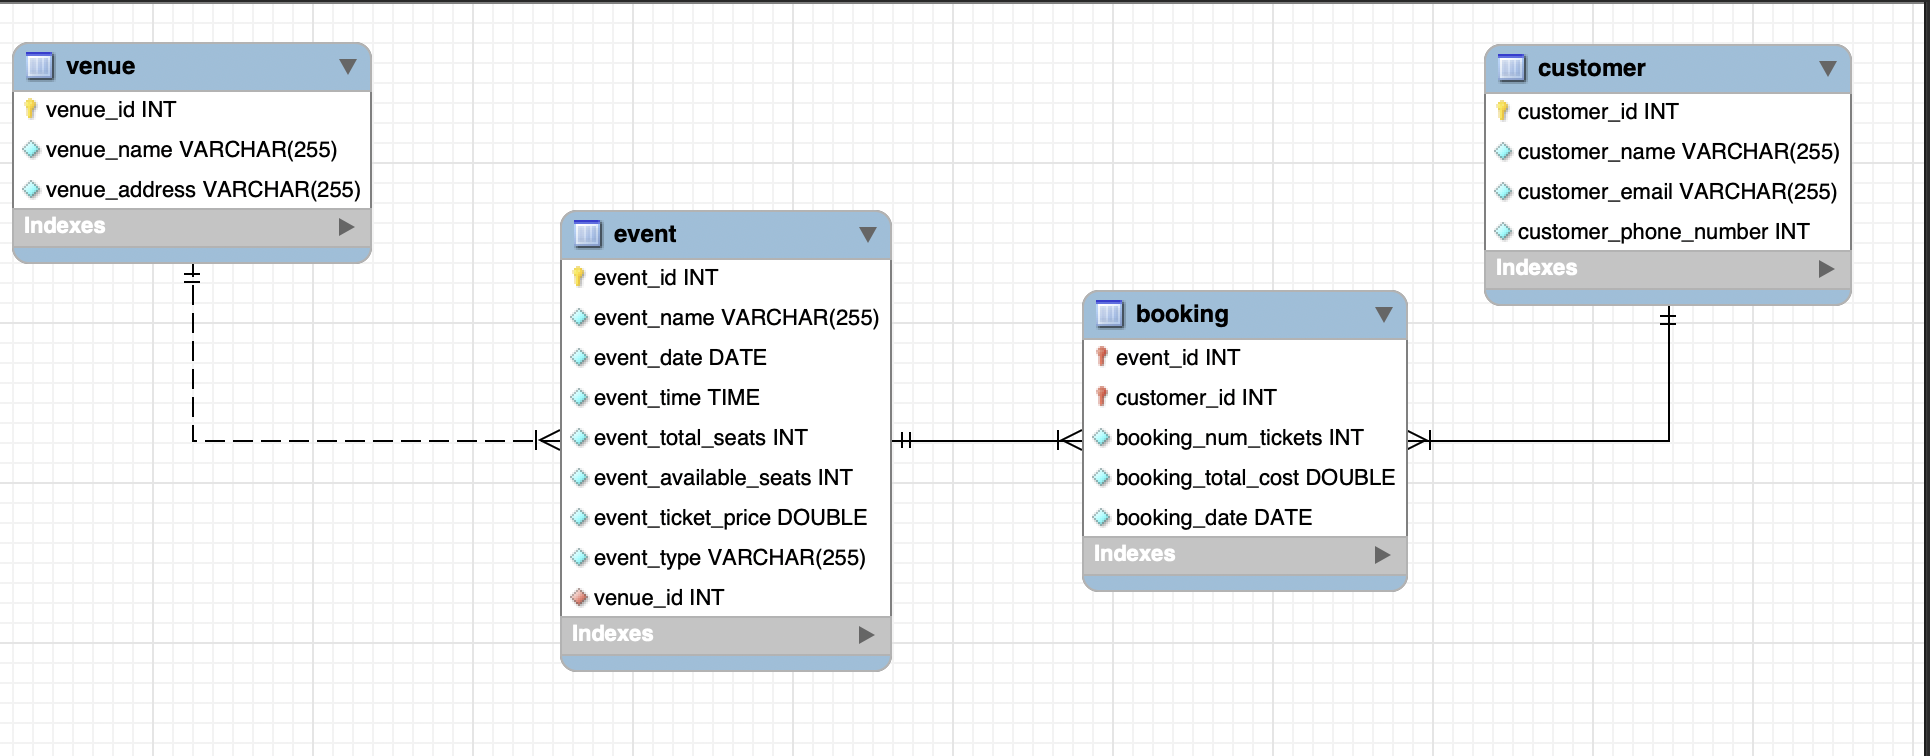 venue
venue_id INT
venue_name VARCHAR(255)
venue_address VARCHAR(255)
Indexes
event
event_id INT
event_name VARCHAR(255)
event_date DATE
event_time TIME
event_total_seats INT
event_available_seats INT
event_ticket_price DOUBLE
event_type VARCHAR(255)
venue_id INT
Indexes
booking
event_id INT
customer_id INT
booking_num_tickets INT
booking_total_cost DOUBLE
booking_date DATE
Indexes
customer
customer_id INT
customer_name VARCHAR(255)
customer_email VARCHAR(255)
customer_phone_number INT
Indexes